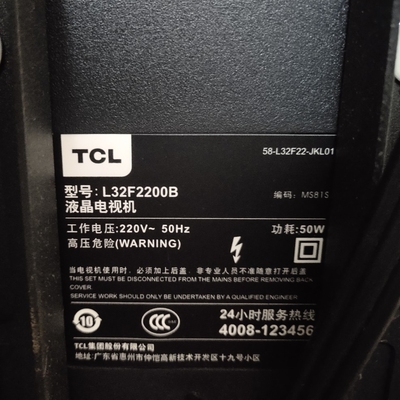 TCL
58-L32F22-JKL01
型号:L32F2200B
液晶电视机
编码:MS81S
工作电压:220V~ 50Hz
功耗:50W
高压危险(WARNING)
当电视机使用时，必须加上后盖，非专业人员不准随意打开后盖
THIS SET MUST BE DISCONNECTED FROM THE MAINS BEFORE REMOVING BACK
COVER.
SERVICE WORK SHOULD ONLY BE UNDERTAKEN BY A QUALIFIED ENGINEER
10
CCC
24小时服务热线
4008-123456
TCL集团股份有限公司
地址:广东省惠州市仲恺高新技术开发区十九号小区